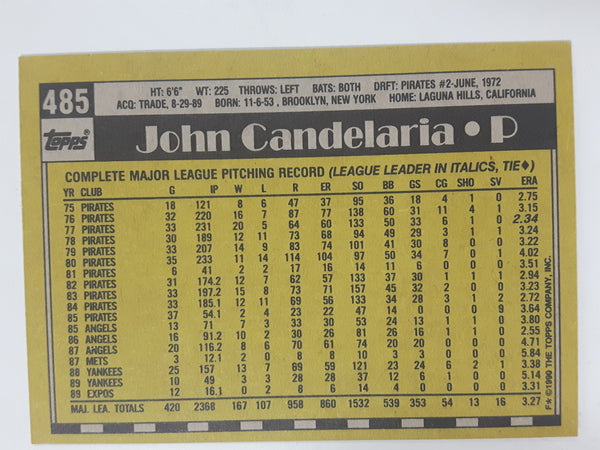 485
HT: 6'6" WT: 225 THROWS: LEFT BATS: BOTH DRFT: PIRATES #2-JUNE, 1972
ACQ: TRADE, 8-29-89 BORN: 11-6-53, BROOKLYN, NEW YORK HOME: LAGUNA HILLS, CALIFORNIA
Topps®
John Candelaria • P
COMPLETE MAJOR LEAGUE PITCHING RECORD (LEAGUE LEADER IN ITALICS, TIE♦)
YR CLUB G IP W L R ER SO BB GS CG SHO SV ERA
75 PIRATES 18 121 8 6 47 37 95 36 18 4 1 0 2.75
76 PIRATES 32 220 16 7 87 77 138 60 31 11 4 1 3.15
77 PIRATES 33 231 20 5 64 60 133 50 33 6 1 0 2.34
78 PIRATES 30 189 12 11 73 68 94 49 29 3 1 1 3.24
79 PIRATES 33 207 14 9 83 74 101 41 30 8 0 0 3.22
80 PIRATES 35 233 11 14 114 104 97 50 34 7 0 1 4.02
81 PIRATES 6 41 2 2 17 16 14 11 6 0 0 0 3.51
82 PIRATES 31 174.2 12 7 62 57 133 37 30 1 1 1 2.94
83 PIRATES 33 197.2 15 8 73 71 157 45 32 2 0 0 3.23
84 PIRATES 33 185.1 12 11 69 56 133 34 28 3 1 2 2.72
85 PIRATES 37 54.1 2 4 23 22 47 14 0 0 0 9 3.64
85 ANGELS 13 71 7 3 33 30 53 24 13 1 1 0 3.80
86 ANGELS 16 91.2 10 2 30 26 81 26 16 1 1 0 2.55
87 ANGELS 20 116.2 8 6 70 61 74 20 20 0 0 0 4.71
87 METS 3 12.1 2 0 8 8 10 3 3 0 0 0 5.84
88 YANKEES 25 157 13 7 69 59 121 23 24 6 2 1 3.38
89 YANKEES 10 49 3 3 28 28 37 12 6 1 0 0 5.14
89 EXPOS 12 16.1 0 2 8 6 14 4 0 0 0 0 3.31
MAJ. LEA. TOTALS 420 2368 167 107 958 860 1532 539 353 54 13 16 3.27
F★ ©1990 THE TOPPS COMPANY, INC.